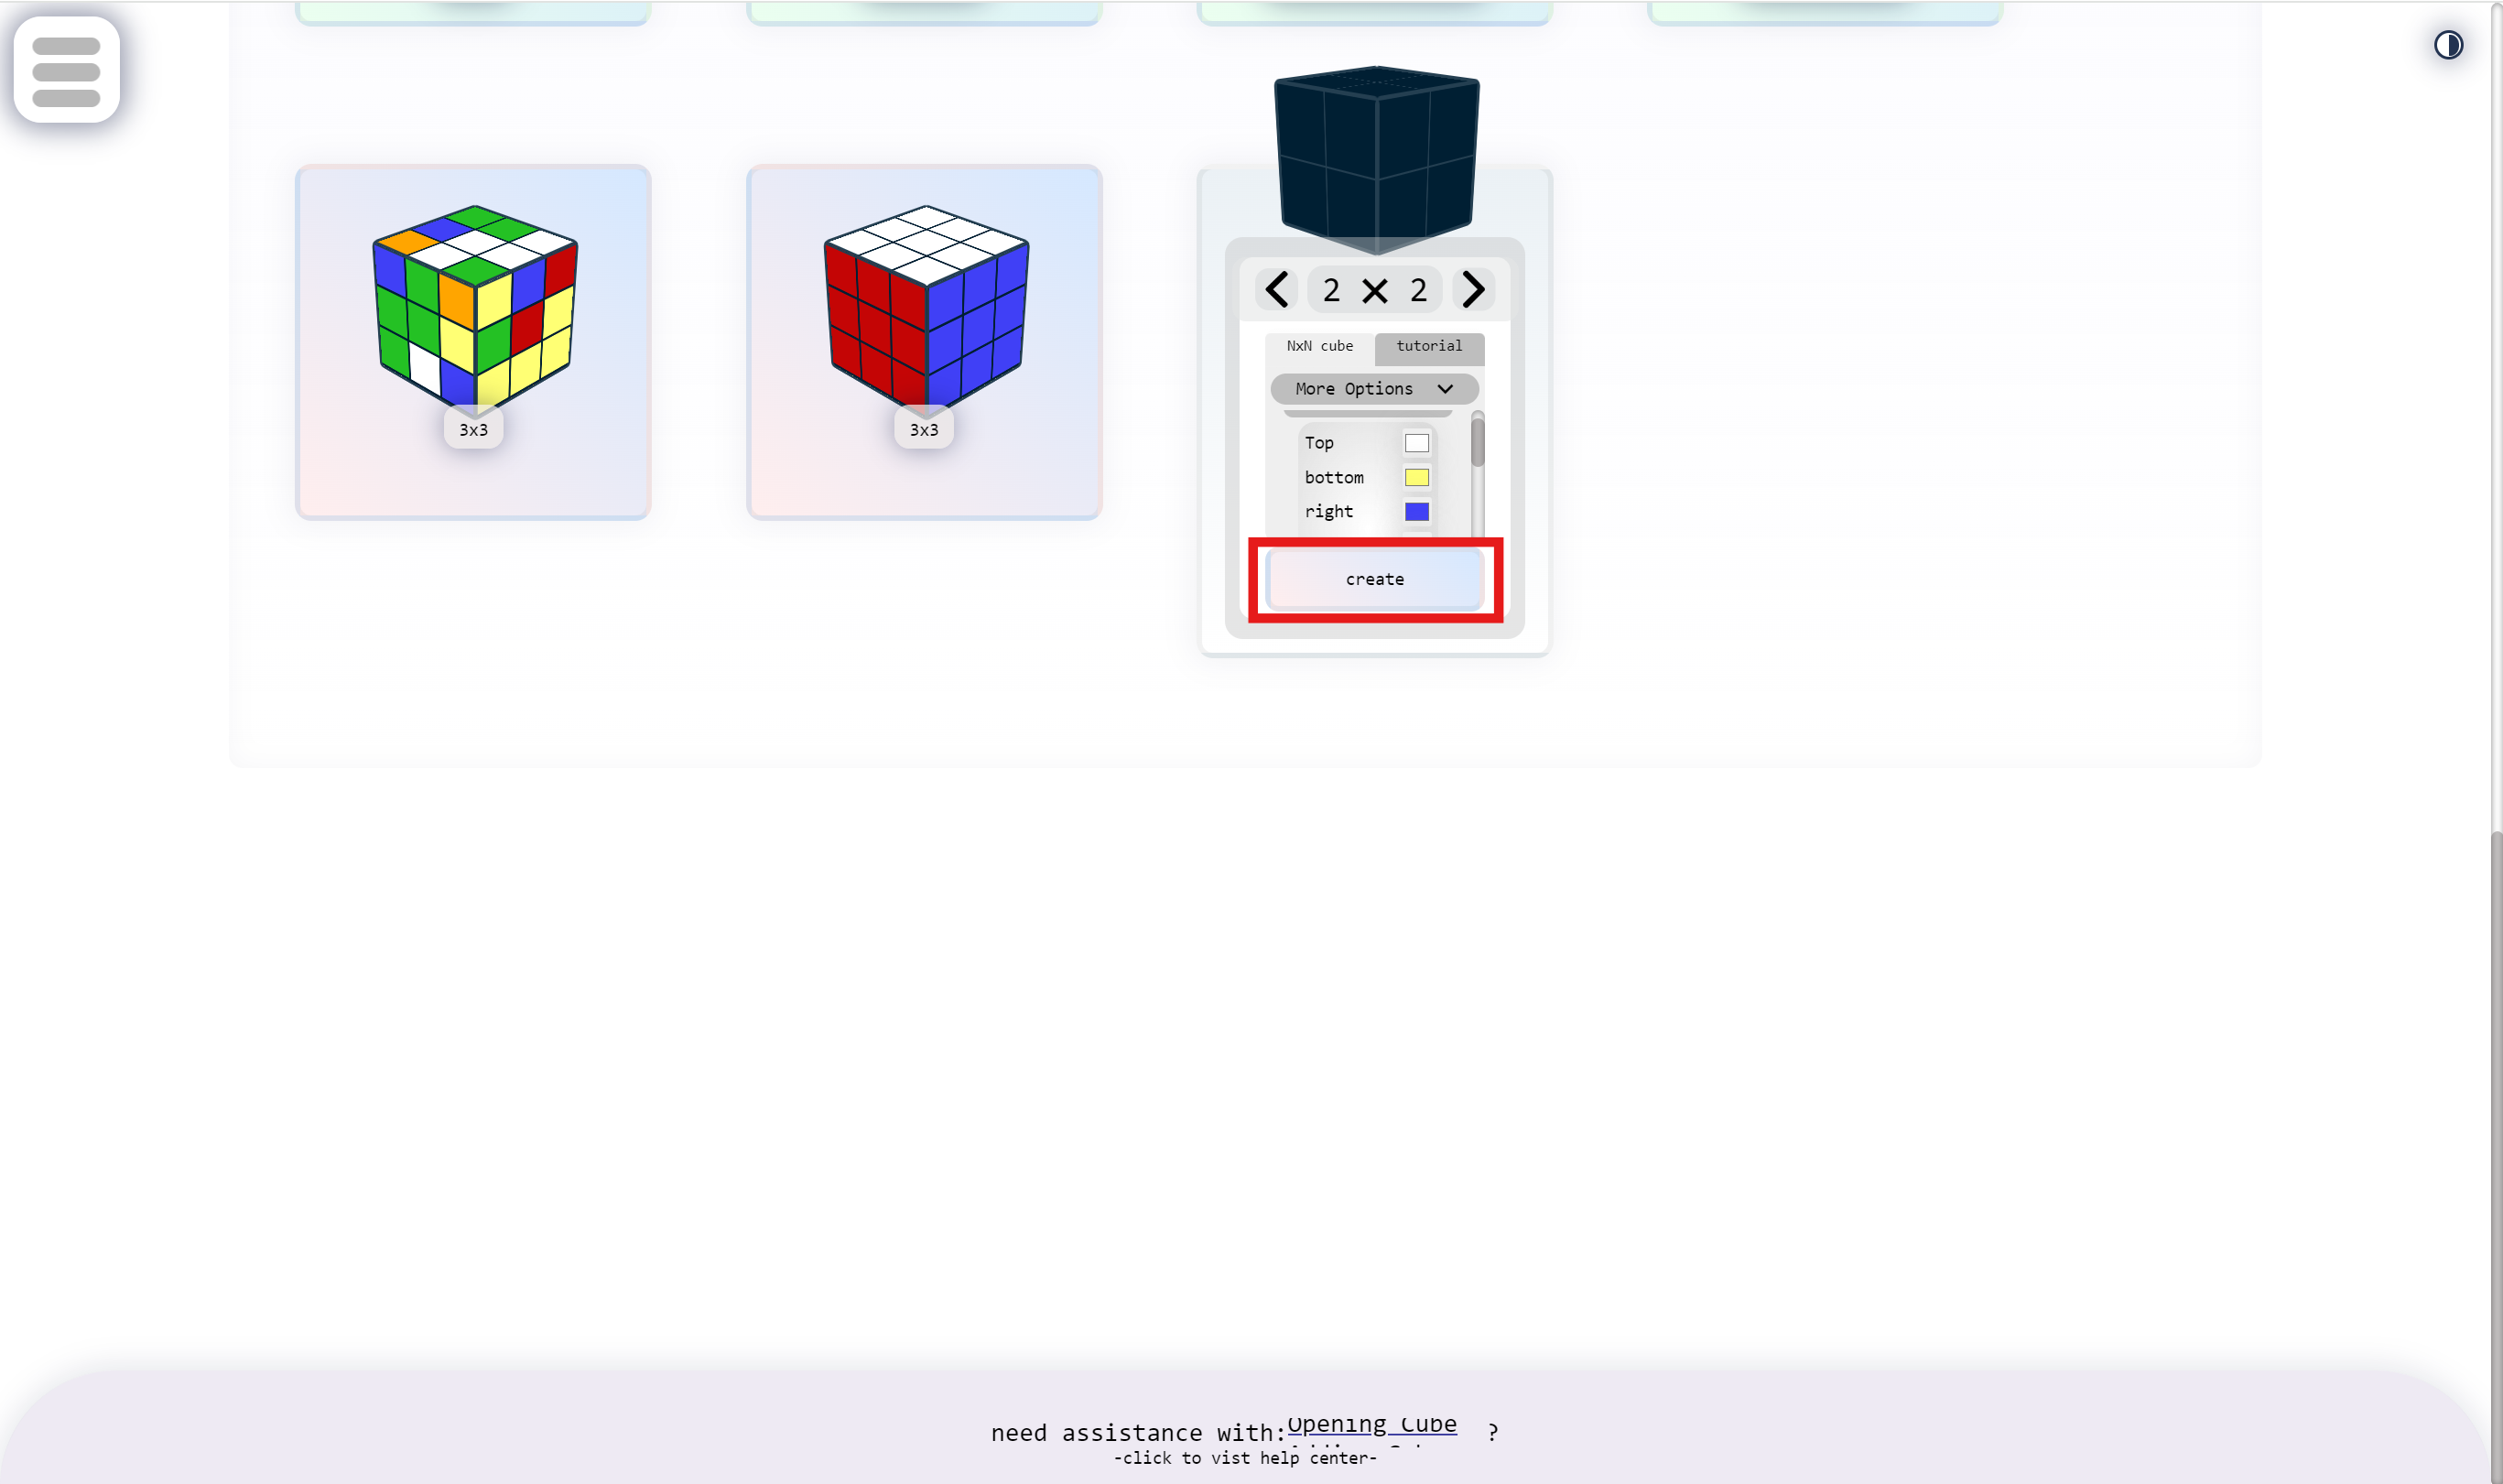 3x3
3x3
2 × 2
NxN cube
tutorial
More Options
Top
bottom
right
create
need assistance with: Opening Cube ?
-click to vist help center-